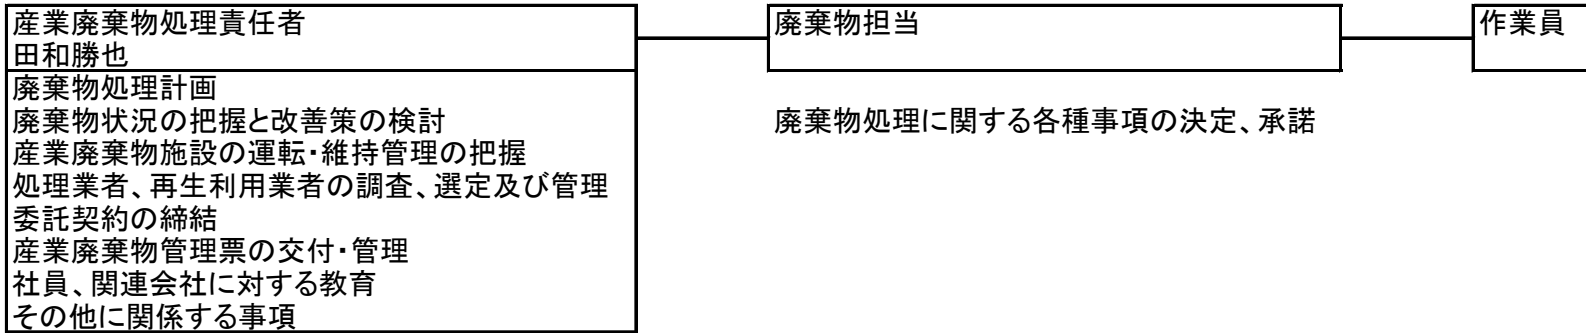 産業廃棄物処理責任者
田和勝也
廃棄物処理計画
廃棄物状況の把握と改善策の検討
産業廃棄物施設の運転・維持管理の把握
処理業者、再生利用業者の調査、選定及び管理
委託契約の締結
産業廃棄物管理票の交付・管理
社員、関連会社に対する教育
その他に関係する事項
廃棄物担当
廃棄物処理に関する各種事項の決定、承諾
作業員